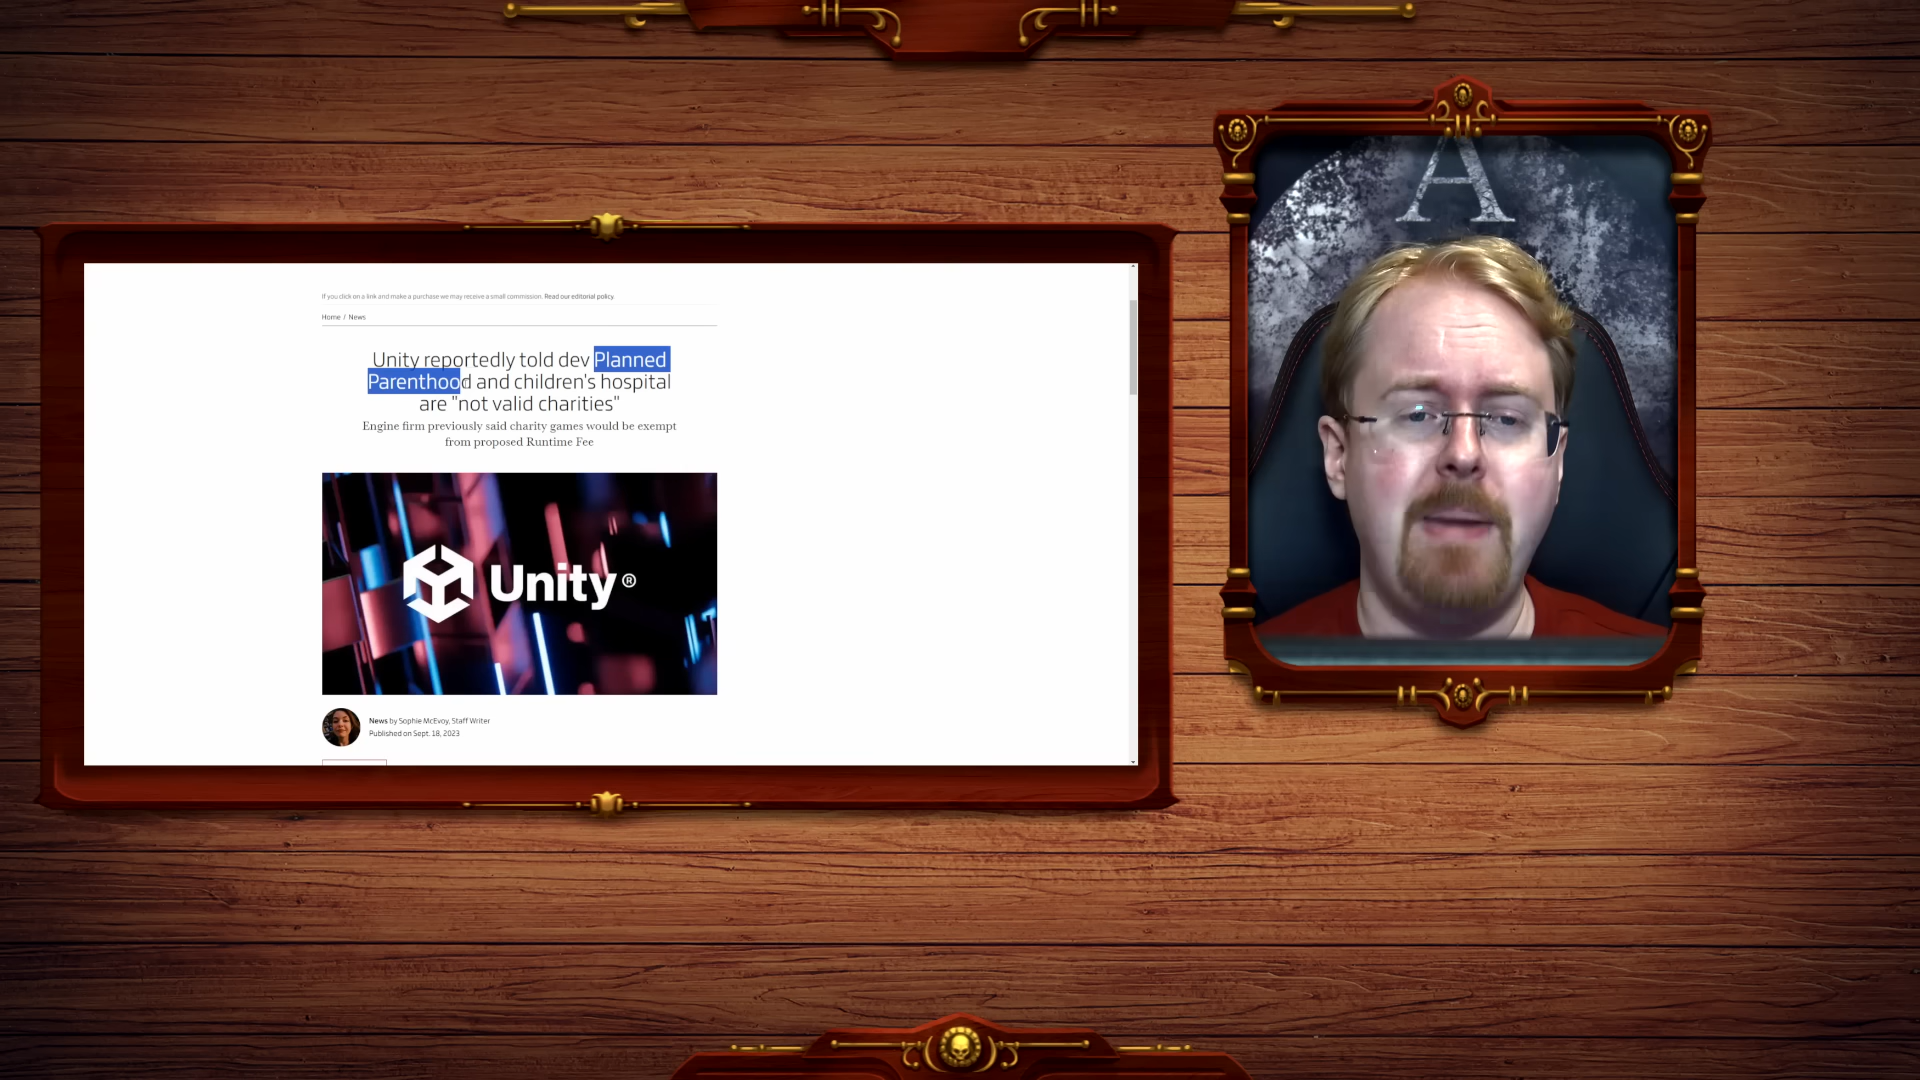 A
If you click on a link and make a purchase we may receive a small commission. Read our editorial policy.
Home / News
Unity reportedly told dev Planned
Parenthood and children's hospital
are "not valid charities"
Engine firm previously said charity games would be exempt
from proposed Runtime Fee
Unity®
News by Sophie McEvoy, Staff Writer
Published on Sept. 18, 2023